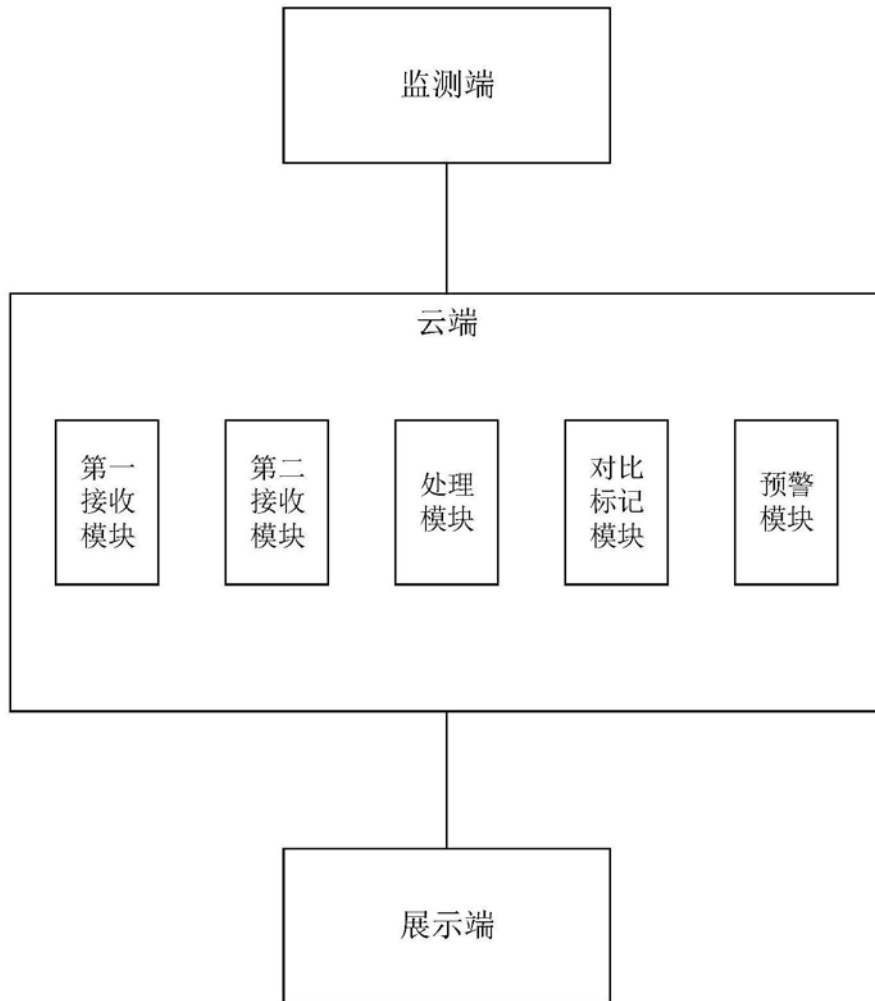 监测端
云端
第一
接收
模块
第二
接收
模块
处理
模块
对比
标记
模块
预警
模块
展示端